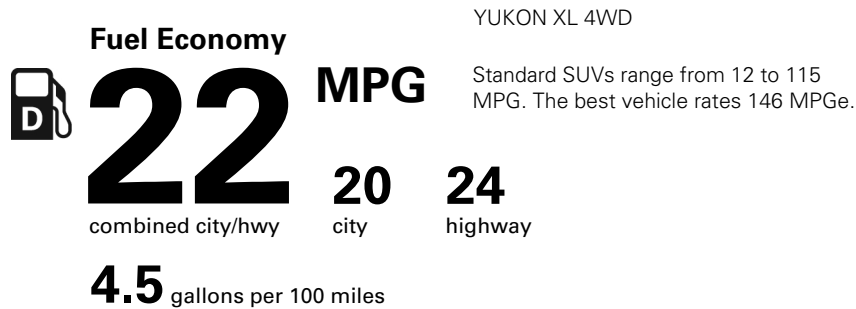 YUKON XL 4WD
Fuel Economy
D
22 MPG
Standard SUVs range from 12 to 115
MPG. The best vehicle rates 146 MPGe.
combined city/hwy
20
city
24
highway
4.5 gallons per 100 miles